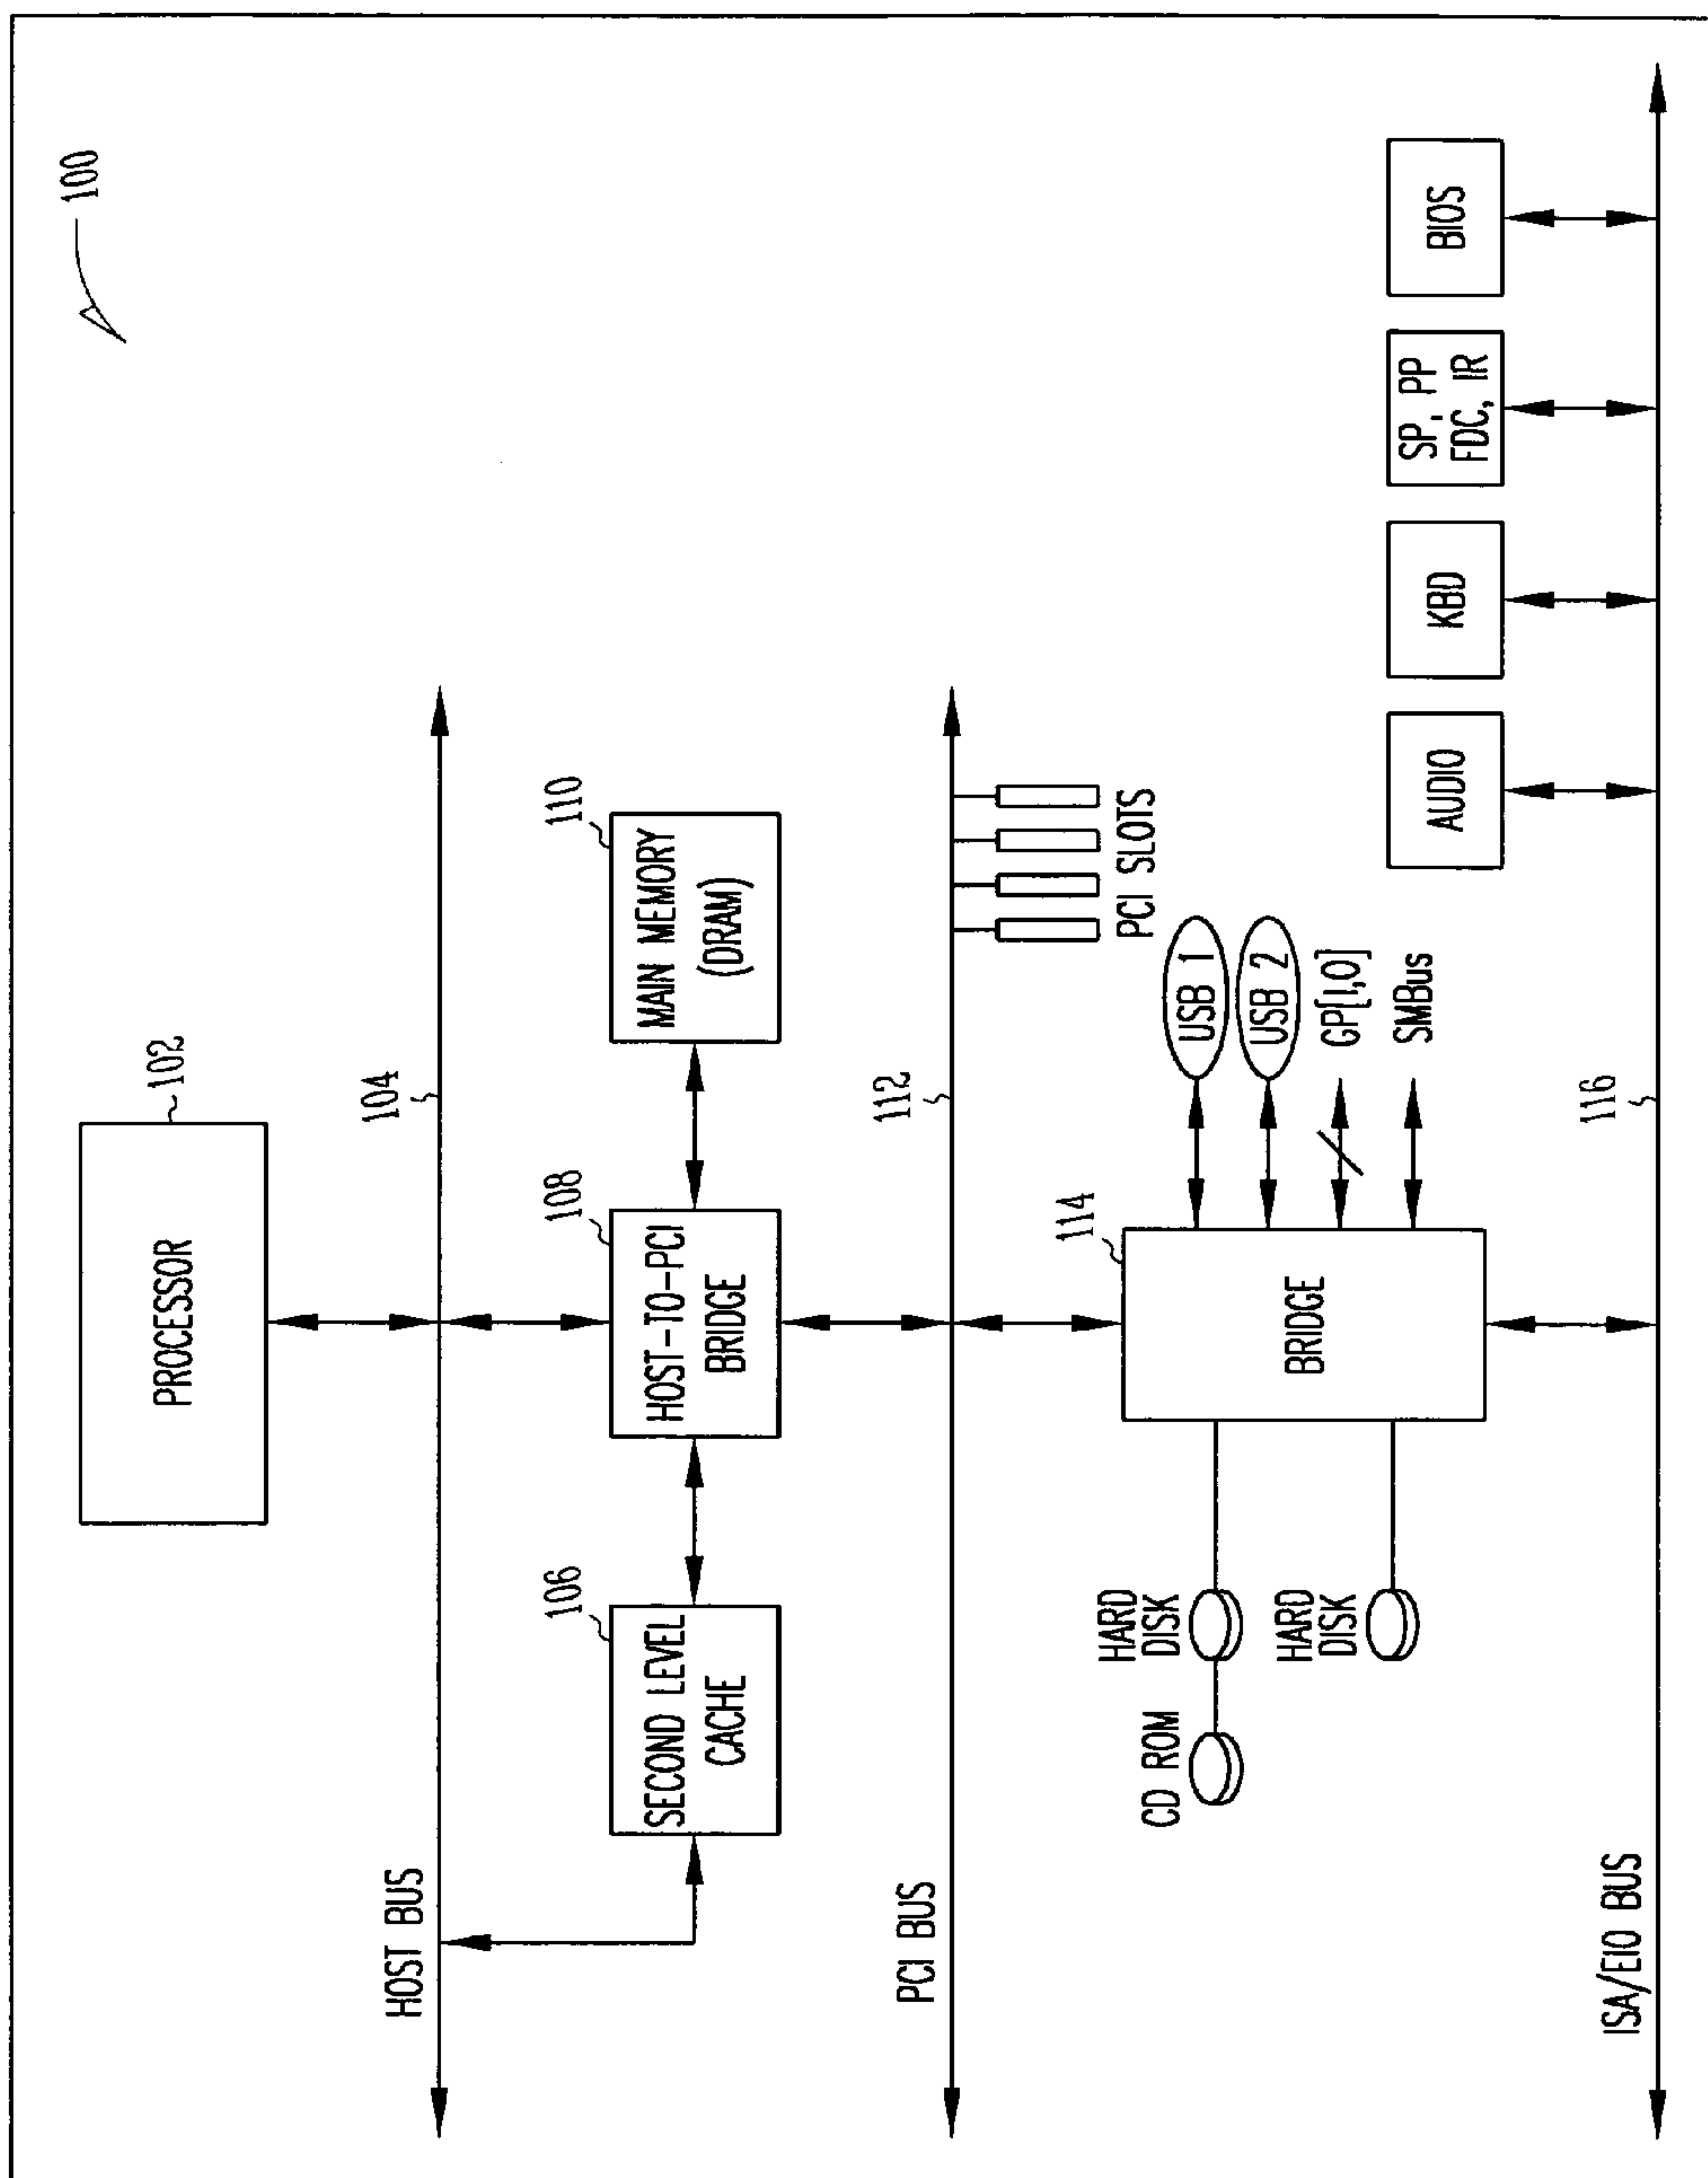 100
PROCESSOR
102
HOST BUS
104
106
SECOND LEVEL
CACHE
108
HOST-TO-PCI
BRIDGE
110
MAIN MEMORY
(DRAM)
PCI BUS
112
PCI SLOTS
114
BRIDGE
CD ROM
HARD
DISK
HARD
DISK
USB 1
USB 2
GP[I,O]
SMBus
AUDIO
KBD
SP, PP
FDC, IR
BIOS
ISA/EIO BUS
116